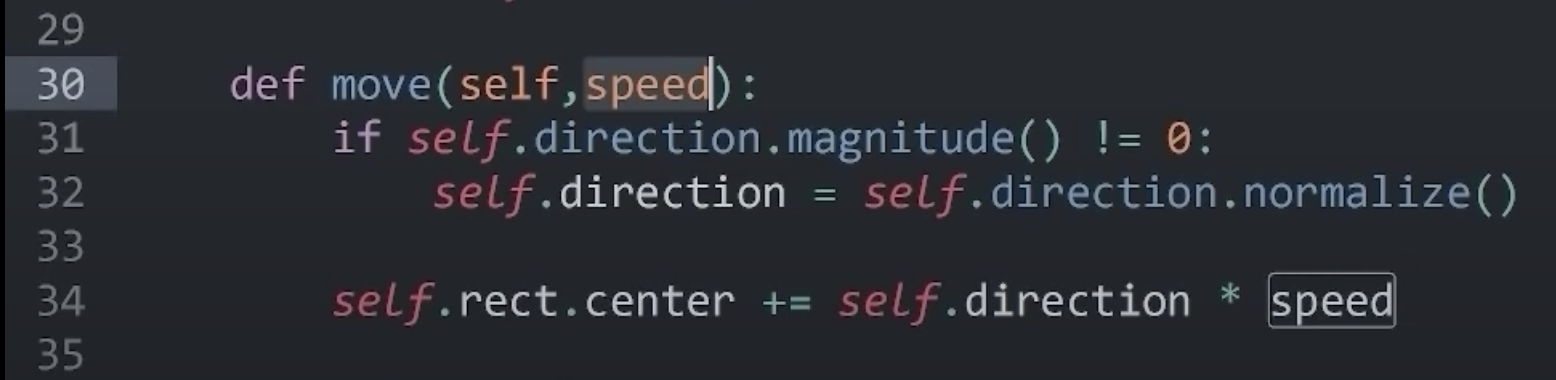 29
30 def move(self,speed):
31 if self.direction.magnitude() != 0:
32 self.direction = self.direction.normalize()
33
34 self.rect.center += self.direction * speed
35